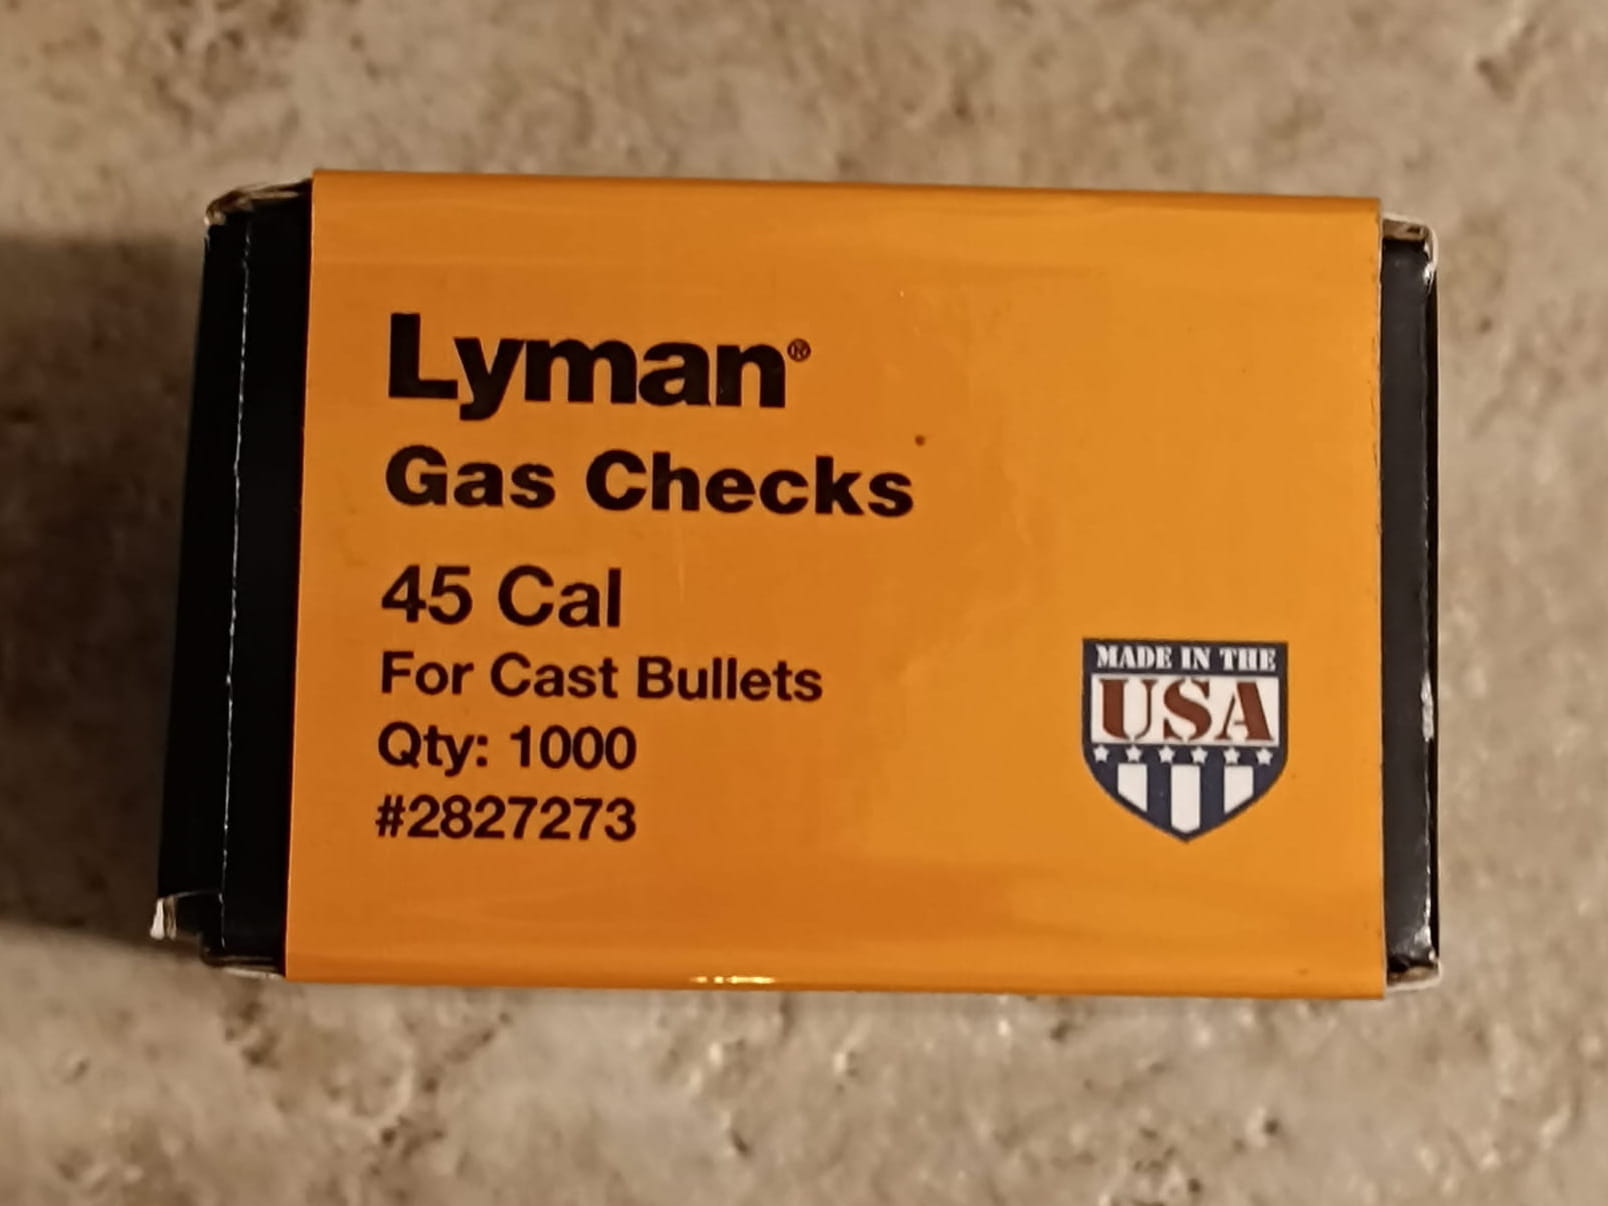 Lyman®
Gas Checks
45 Cal
For Cast Bullets
Qty: 1000
#2827273
MADE IN THE
USA